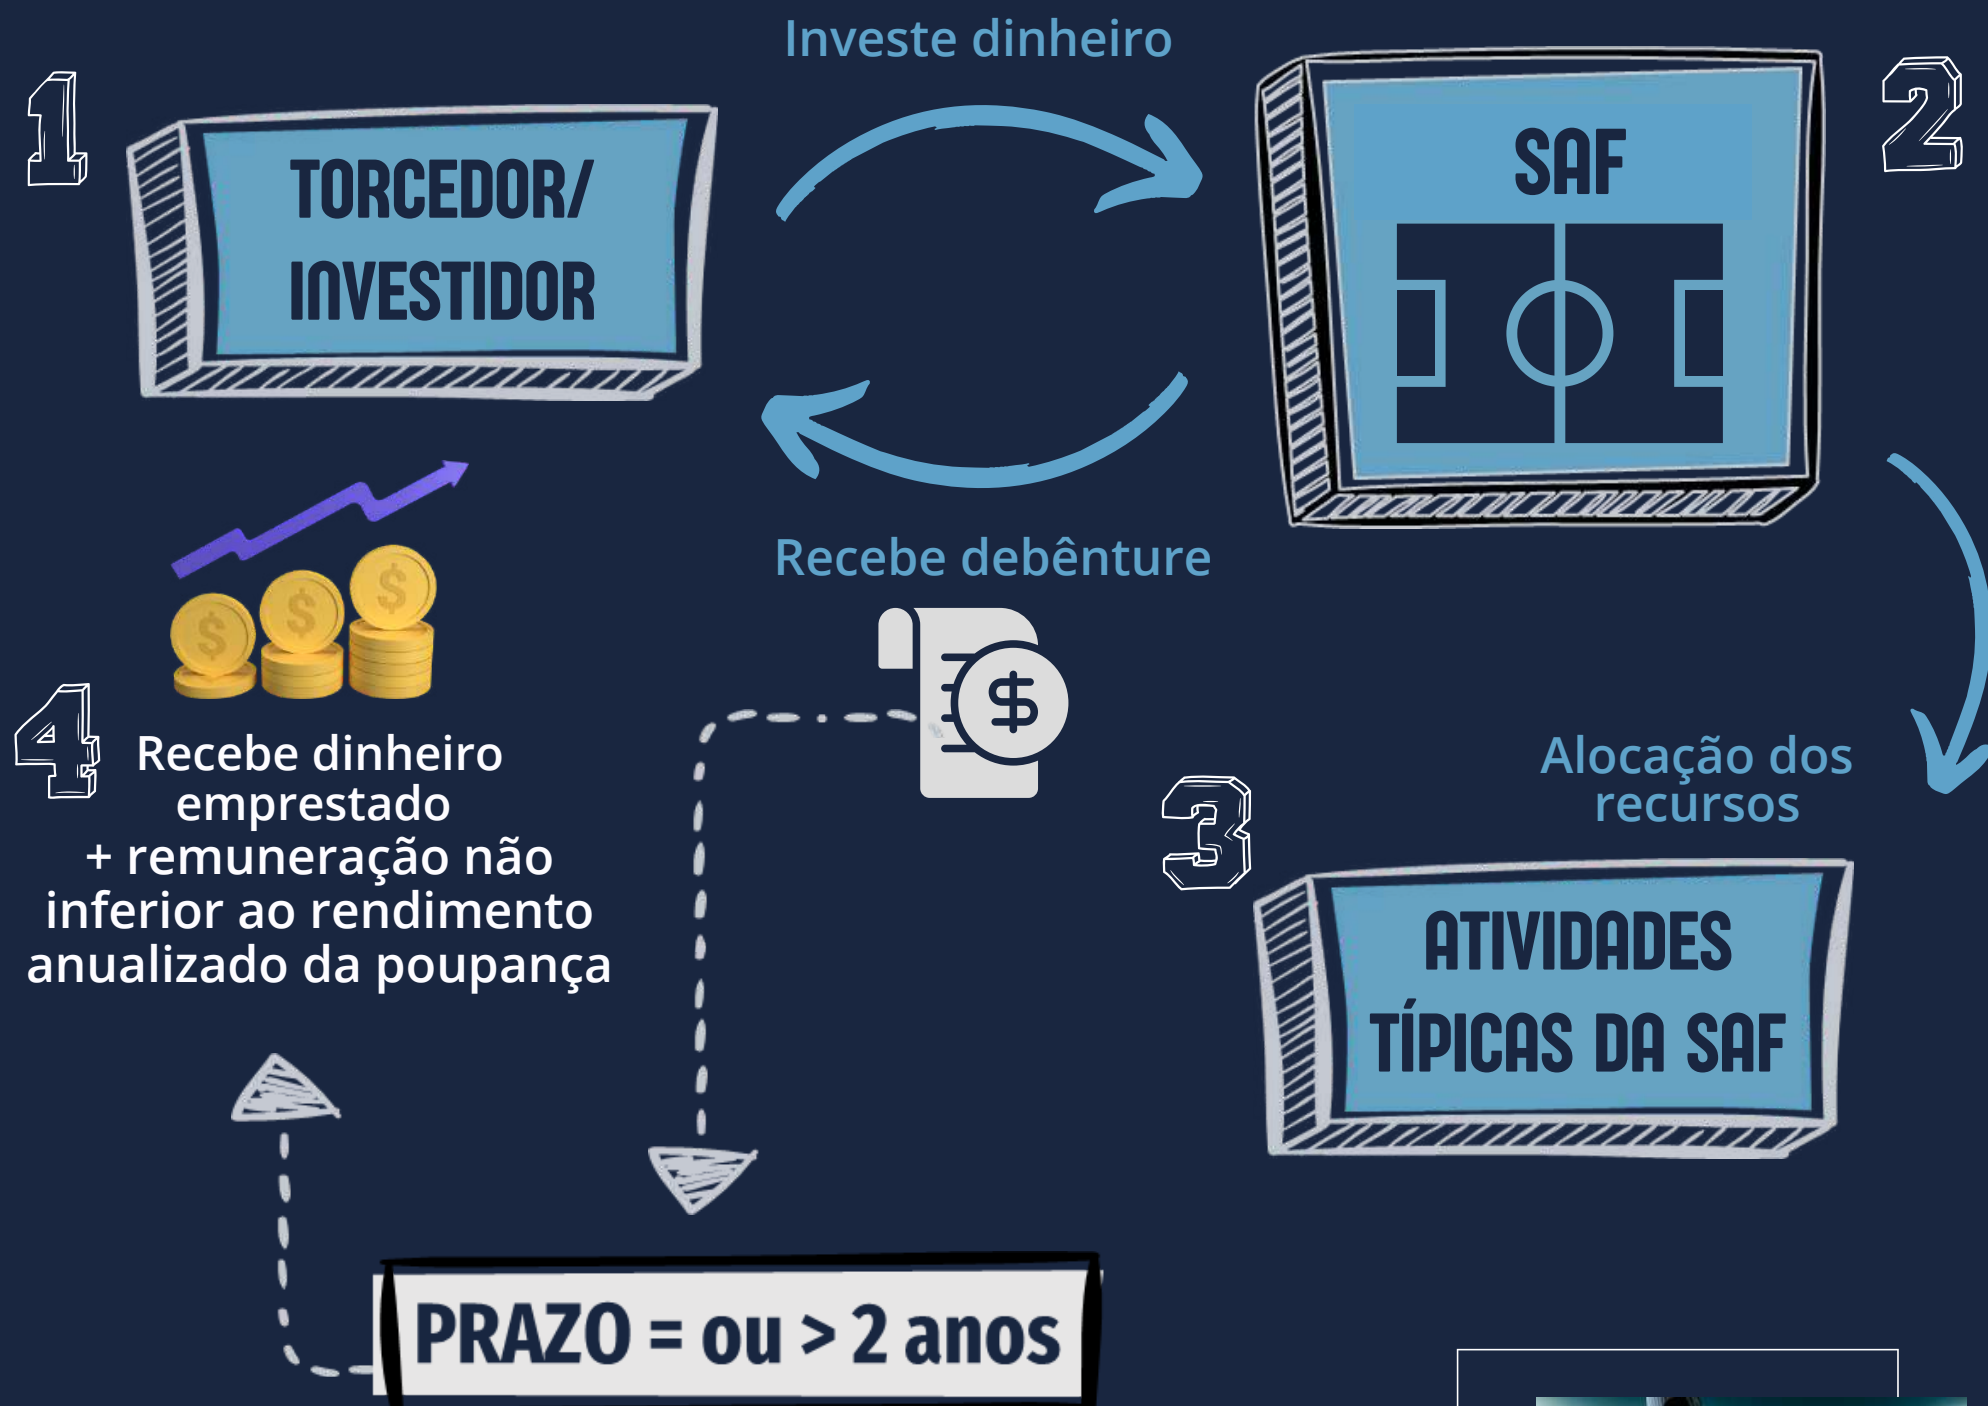 Investe dinheiro
1
TORCEDOR/
INVESTIDOR
SAF
2
Recebe debênture
4
Recebe dinheiro
emprestado
+ remuneração não
inferior ao rendimento
anualizado da poupança
3
Alocação dos
recursos
ATIVIDADES
TÍPICAS DA SAF
PRAZO = ou > 2 anos